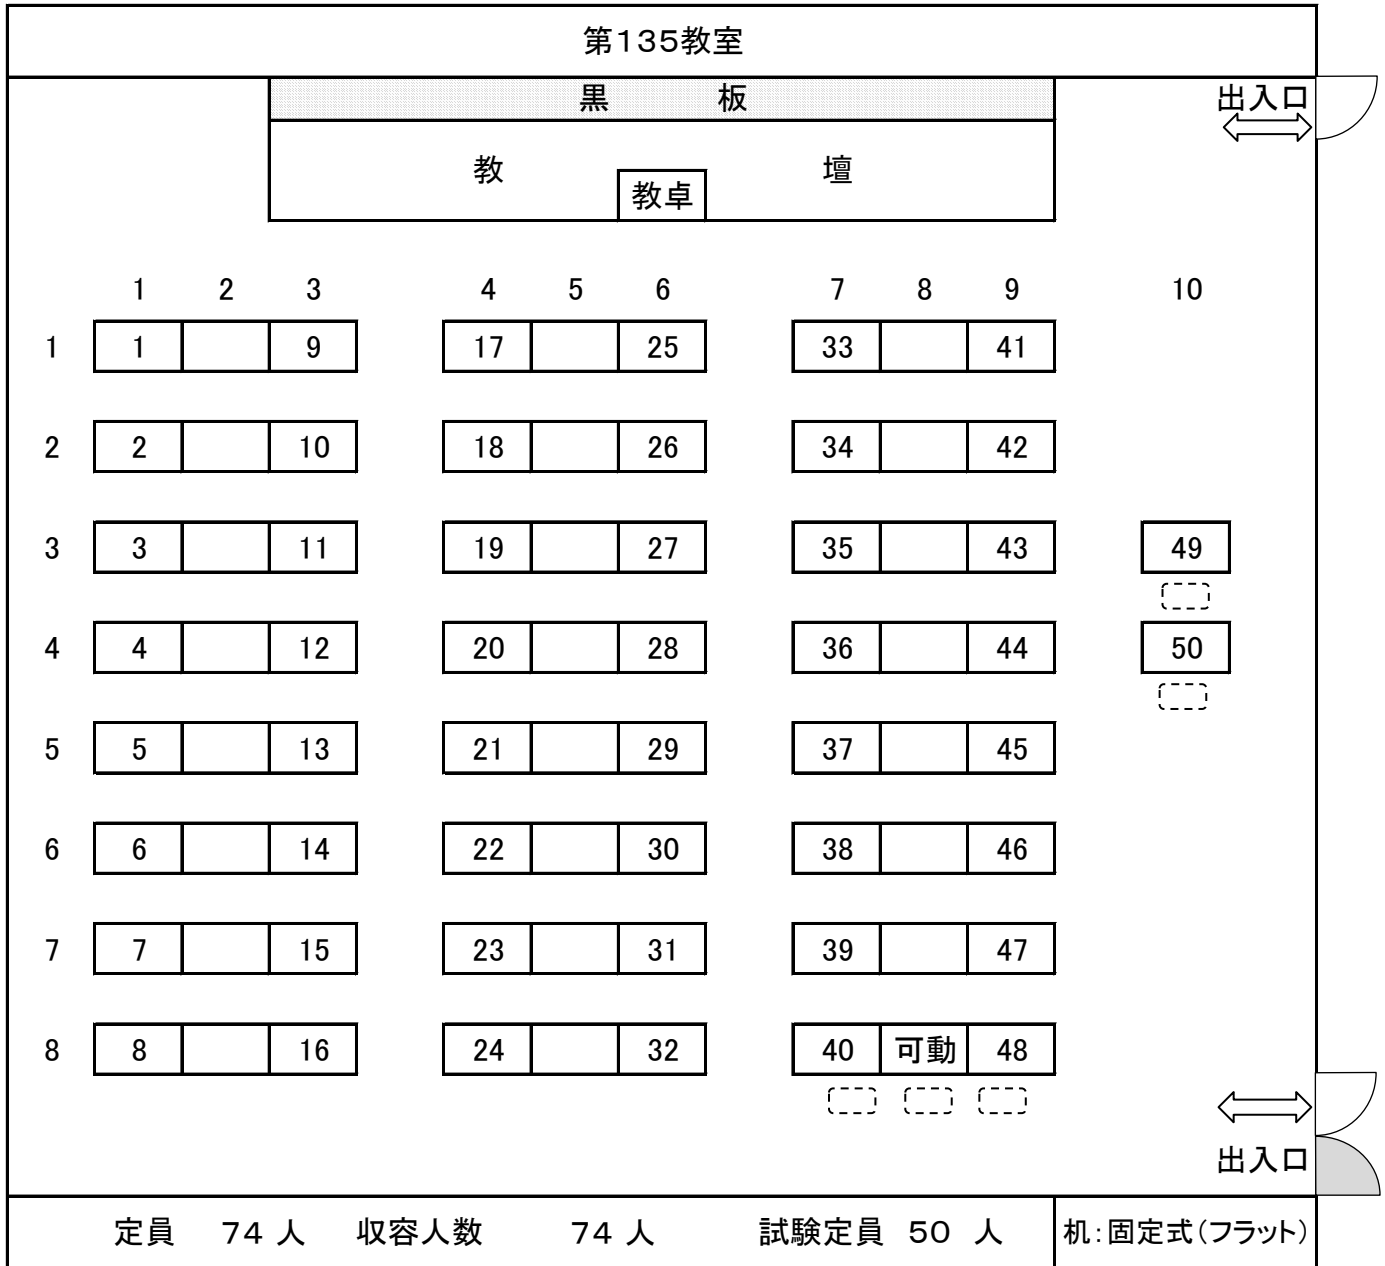 第135教室
黒 板
出入口
教 壇
教卓
1 2 3 4 5 6 7 8 9 10
1 1 9 17 25 33 41
2 2 10 18 26 34 42
3 3 11 19 27 35 43 49
4 4 12 20 28 36 44 50
5 5 13 21 29 37 45
6 6 14 22 30 38 46
7 7 15 23 31 39 47
8 8 16 24 32 40 可動 48
出入口
定員 74 人 収容人数 74 人 試験定員 50 人 机:固定式(フラット)